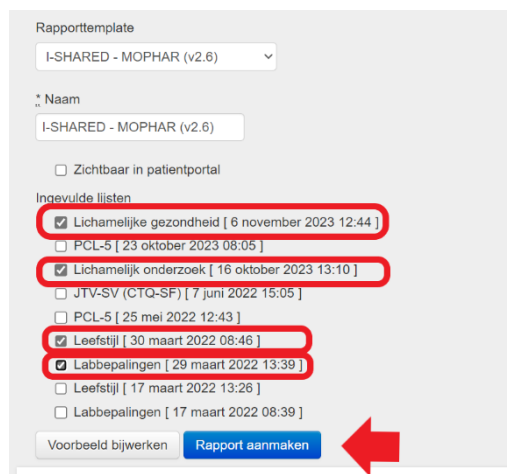 Rapporttemplate
I-SHARED - MOPHAR (v2.6)
* Naam
I-SHARED - MOPHAR (v2.6)
Zichtbaar in patientportal
Ingevulde lijsten
Lichamelijke gezondheid [ 6 november 2023 12:44 ]
PCL-5 [ 23 oktober 2023 08:05 ]
Lichamelijk onderzoek [ 16 oktober 2023 13:10 ]
JTV-SV (CTQ-SF) [ 7 juni 2022 15:05 ]
PCL-5 [ 25 mei 2022 12:43 ]
Leefstijl [ 30 maart 2022 08:46 ]
Labbepalingen [ 29 maart 2022 13:39 ]
Leefstijl [ 17 maart 2022 13:26 ]
Labbepalingen [ 17 maart 2022 08:39 ]
Voorbeeld bijwerken Rapport aanmaken